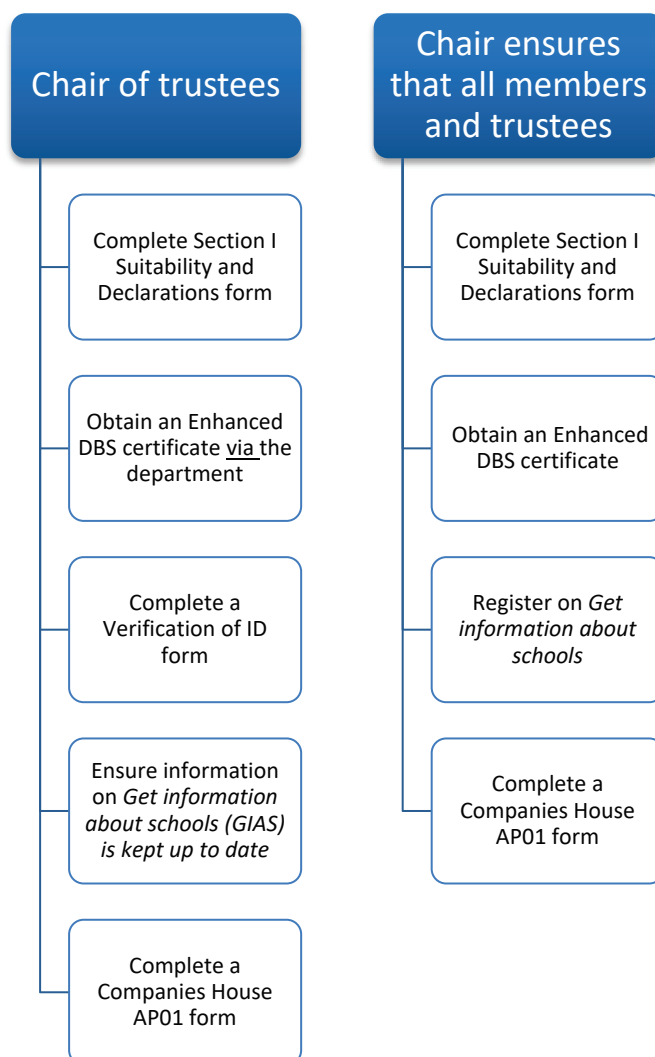 Chair of trustees
Complete Section I
Suitability and
Declarations form
Obtain an Enhanced
DBS certificate via the
department
Complete a
Verification of ID
form
Ensure information
on Get information
about schools (GIAS)
is kept up to date
Complete a
Companies House
AP01 form
Chair ensures
that all members
and trustees
Complete Section I
Suitability and
Declarations form
Obtain an Enhanced
DBS certificate
Register on Get
information about
schools
Complete a
Companies House
AP01 form